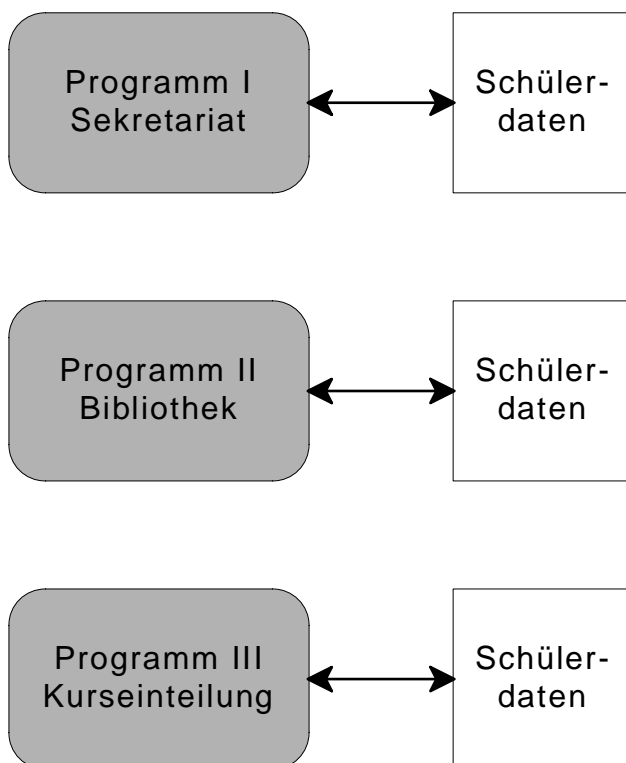 Programm I
Sekretariat
Schüler-
daten
Programm II
Bibliothek
Schüler-
daten
Programm III
Kurseinteilung
Schüler-
daten